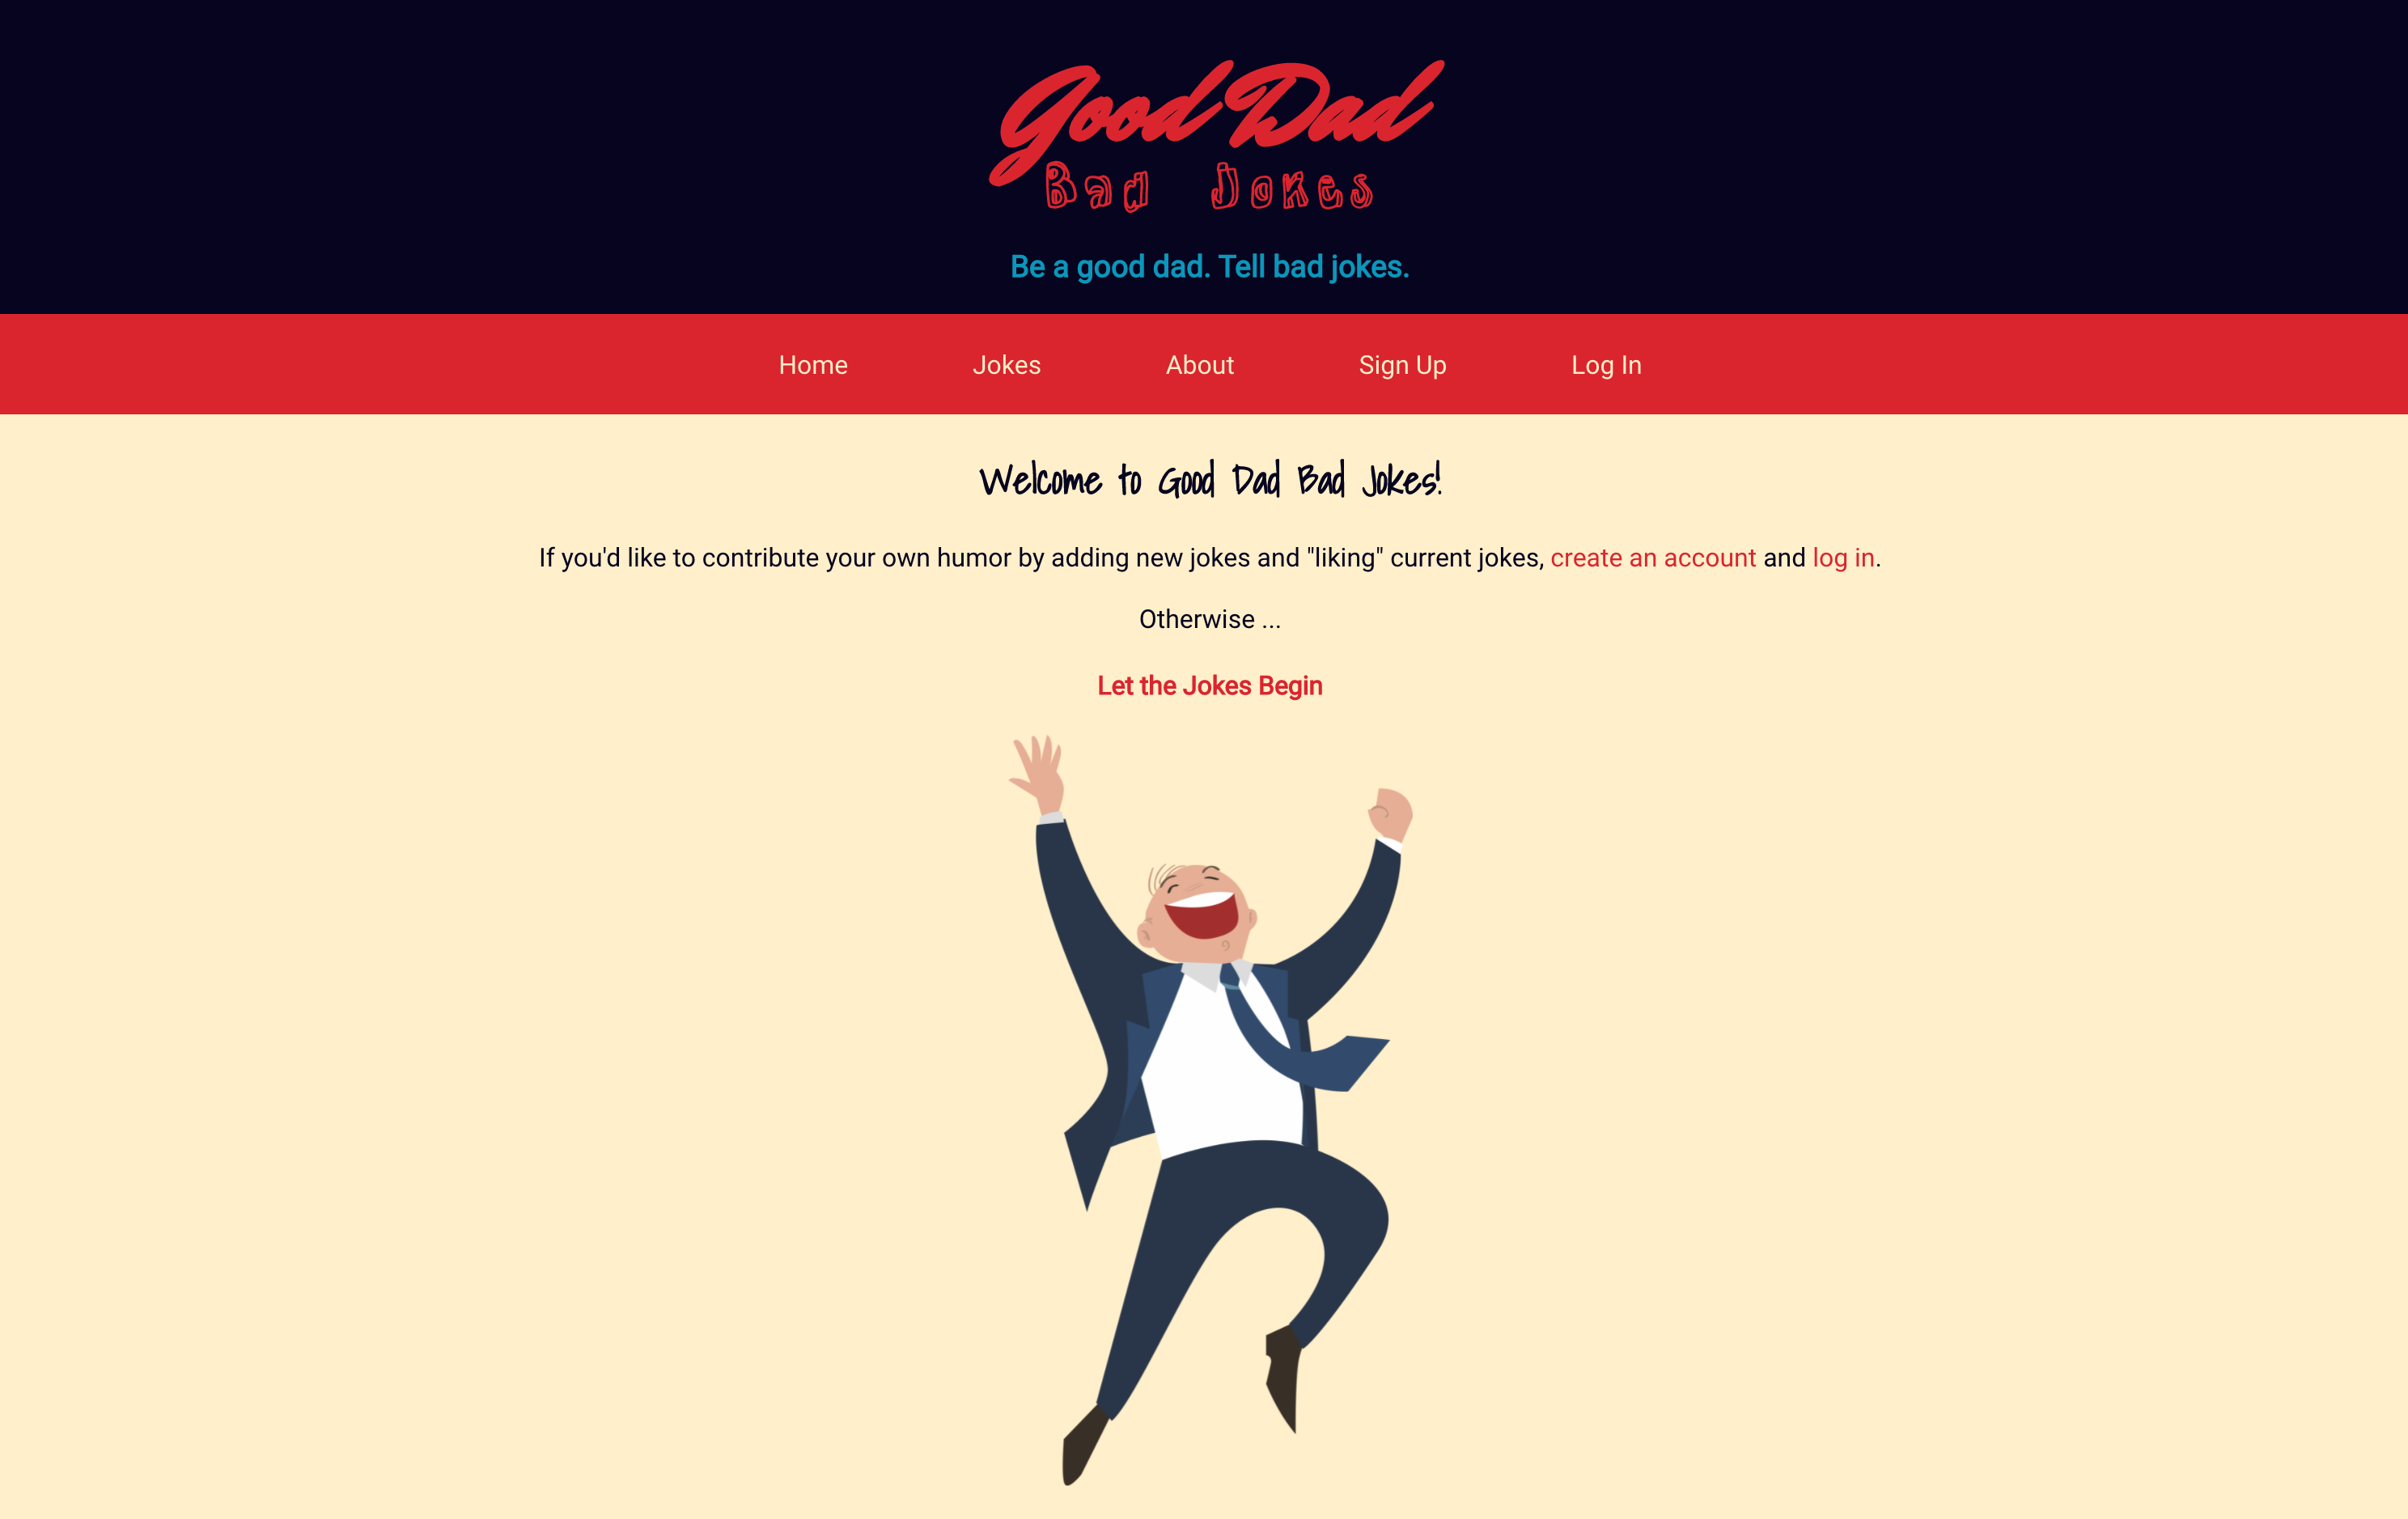 Good Dad
Bad Jokes
Be a good dad. Tell bad jokes.
Home Jokes About Sign Up Log In
Welcome to Good Dad Bad Jokes!
If you'd like to contribute your own humor by adding new jokes and "liking" current jokes, create an account and log in.
Otherwise ...
Let the Jokes Begin